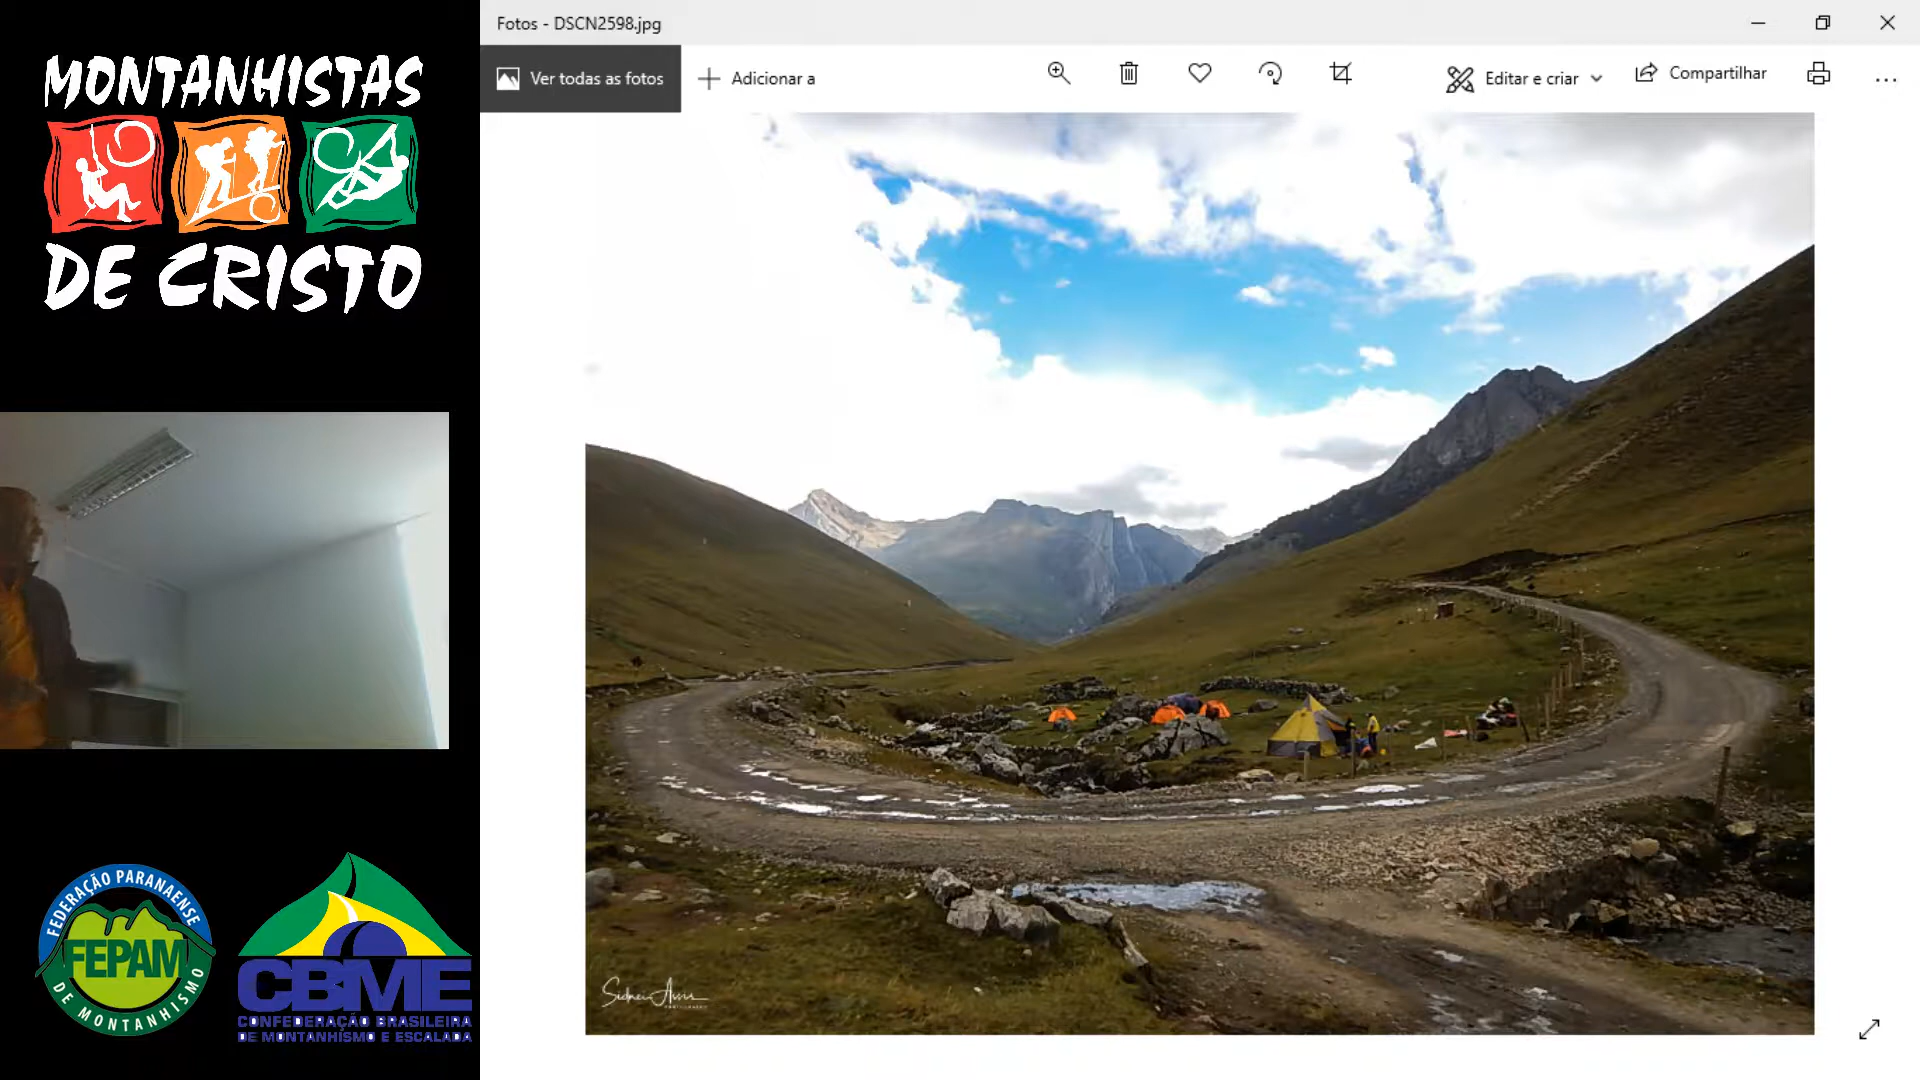 MONTANHISTAS
DE CRISTO
FEDERAÇÃO PARANAENSE
FEPAM
DE MONTANHISMO
CBME
CONFEDERAÇÃO BRASILEIRA
DE MONTANHISMO E ESCALADA
Fotos - DSCN2598.jpg
Ver todas as fotos
Adicionar a
Editar e criar
Compartilhar